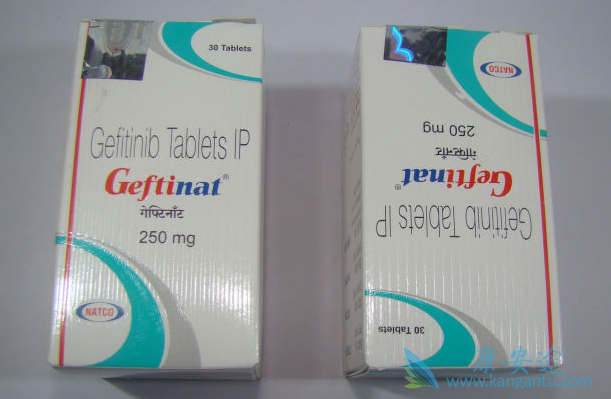 30 Tablets
Gefitinib Tablets IP
Geftinat®
गेफ्टिनॉट
250 mg
NATCO
NATCO
250 mg
गेफ्टिनॉट
Geftinat®
Gefitinib Tablets IP
30 Tablets
康安途
www.kangantu.com